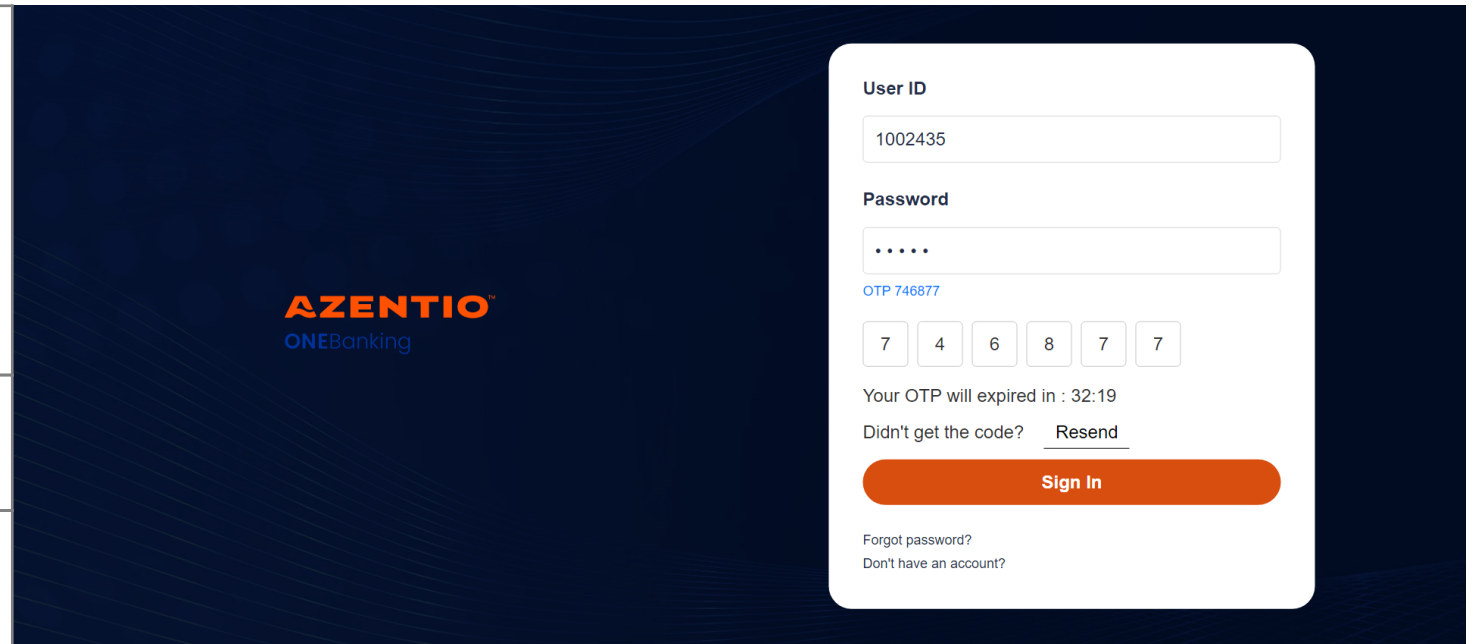 AZENTIO™
ONEBanking
User ID
1002435
Password
•••••
OTP 746877
7 4 6 8 7 7
Your OTP will expired in : 32:19
Didn't get the code? Resend
Sign In
Forgot password?
Don't have an account?